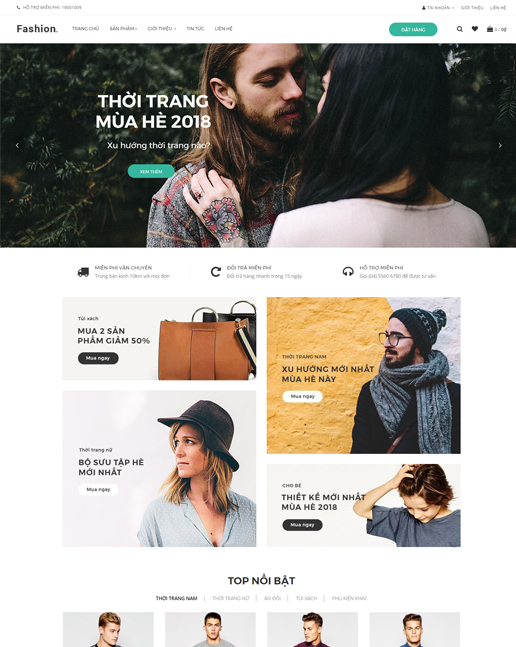 HỖ TRỢ MIỄN PHÍ: 19001009
TÀI KHOẢN
GIỚI THIỆU
LIÊN HỆ
Fashion.
TRANG CHỦ
SẢN PHẨM
GIỚI THIỆU
TIN TỨC
LIÊN HỆ
ĐẶT HÀNG
0 / 0₫
THỜI TRANG
MÙA HÈ 2018
Xu hướng thời trang nào?
XEM THÊM
MIỄN PHÍ VẬN CHUYỂN
Trong bán kính 10km với mọi đơn
ĐỔI TRẢ MIỄN PHÍ
Đổi trả hàng nhanh trong 15 ngày
HỖ TRỢ MIỄN PHÍ
Gọi (04) 5560 6780 để được tư vấn
Túi xách
MUA 2 SẢN
PHẨM GIẢM 50%
Mua ngay
THỜI TRANG NAM
XU HƯỚNG MỚI NHẤT
MÙA HÈ NÀY
Mua ngay
Thời trang nữ
BỘ SƯU TẬP HÈ
MỚI NHẤT
Mua ngay
CHO BÉ
THIẾT KẾ MỚI NHẤT
MÙA HÈ 2018
Mua ngay
TOP NỔI BẬT
THỜI TRANG NAM
THỜI TRANG NỮ
ÁO ĐÔI
TÚI XÁCH
PHỤ KIỆN KHÁC